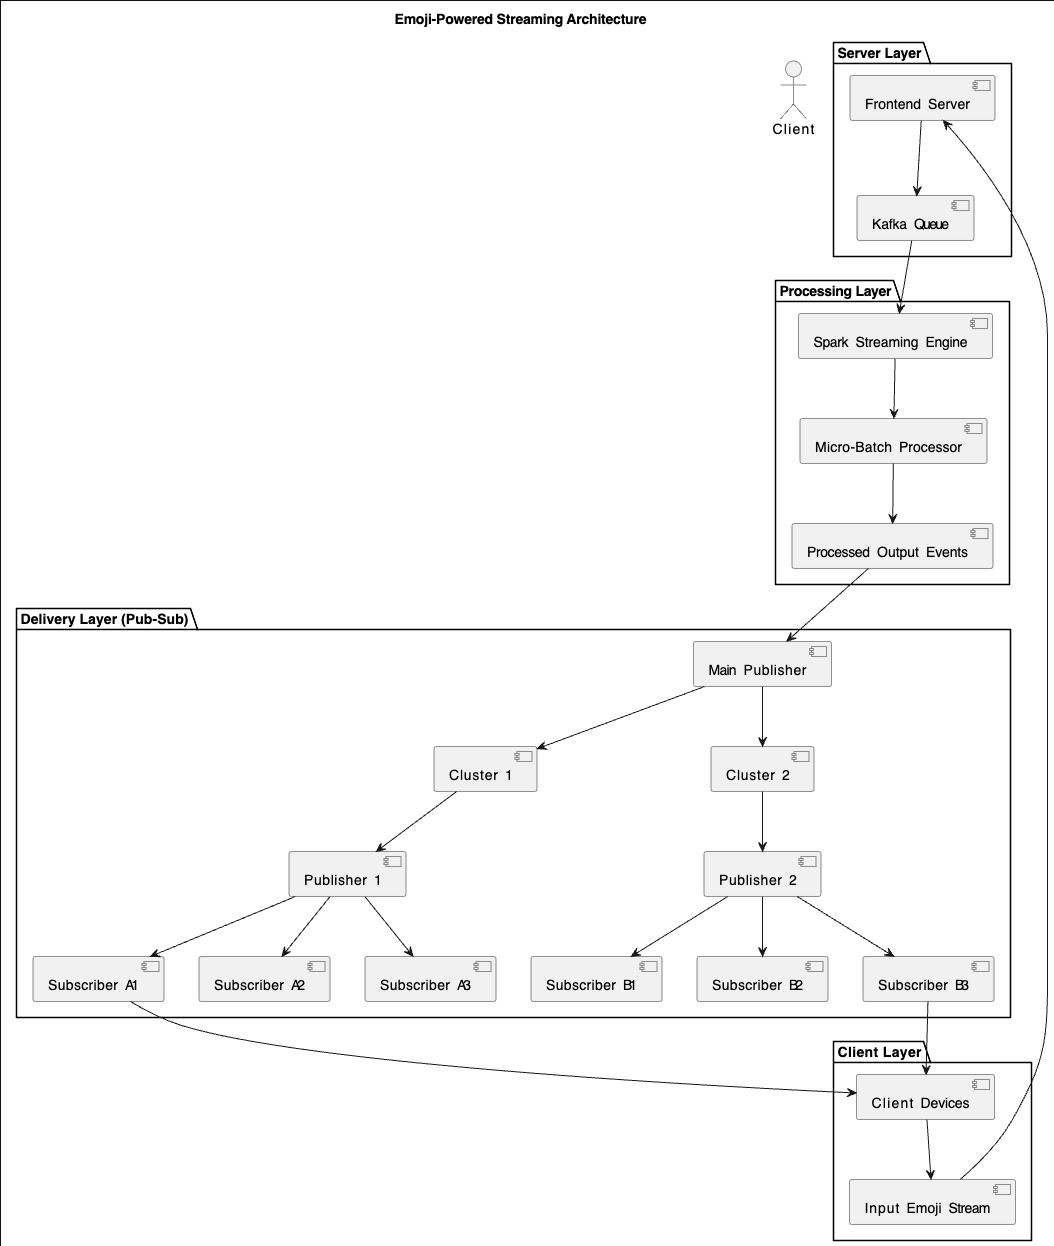 Emoji-Powered Streaming Architecture
Server Layer
Frontend Server
Client
Kafka Queue
Processing Layer
Spark Streaming Engine
Micro-Batch Processor
Processed Output Events
Delivery Layer (Pub-Sub)
Main Publisher
Cluster 1
Cluster 2
Publisher 1
Publisher 2
Subscriber A1
Subscriber A2
Subscriber A3
Subscriber B1
Subscriber B2
Subscriber B3
Client Layer
Client Devices
Input Emoji Stream